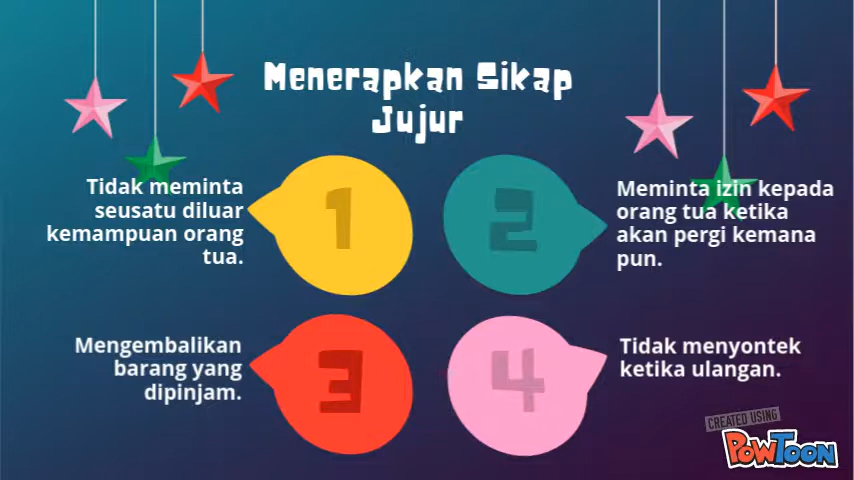 Menerapkan Sikap
Jujur
1
Tidak meminta
seusatu diluar
kemampuan orang
tua.
2
Meminta izin kepada
orang tua ketika
akan pergi kemana
pun.
3
Mengembalikan
barang yang
dipinjam.
4
Tidak menyontek
ketika ulangan.
CREATED USING
POWTOON